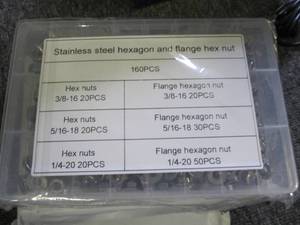 Stainless steel hexagon and flange hex nut
160PCS
Hex nuts
3/8-16 20PCS
Flange hexagon nut
3/8-16 20PCS
Hex nuts
5/16-18 20PCS
Flange hexagon nut
5/16-18 30PCS
Hex nuts
1/4-20 20PCS
Flange hexagon nut
1/4-20 50PCS